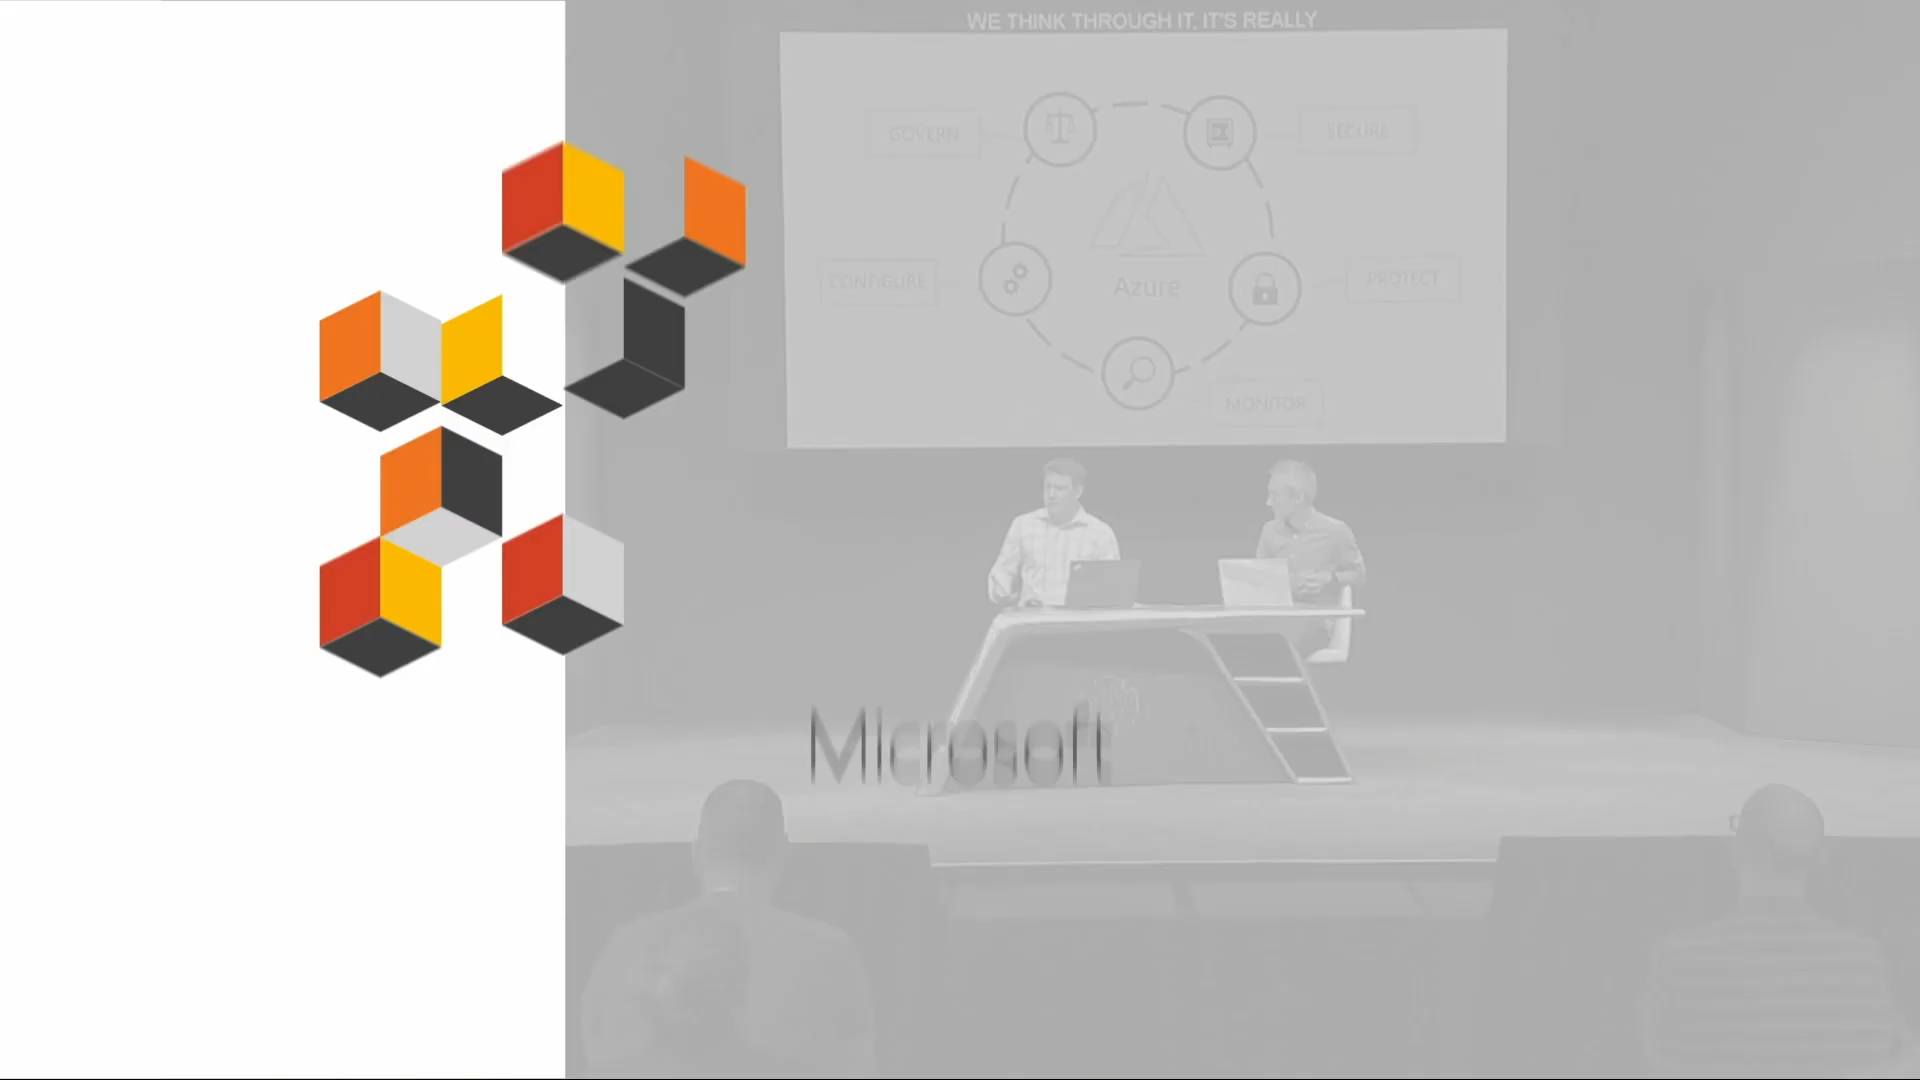 WE THINK THROUGH IT, IT'S REALLY
GOVERN
SECURE
CONFIGURE
Azure
PROTECT
MONITOR
Microsoft